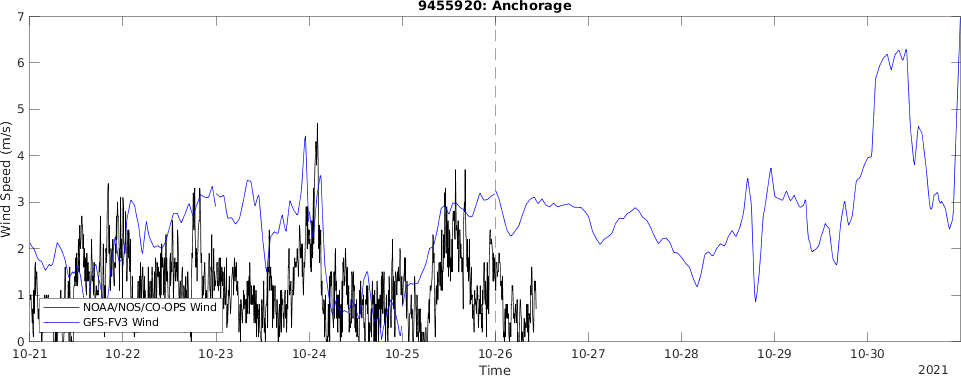 9455920: Anchorage
7
6
5
4
3
2
1
0
Wind Speed (m/s)
NOAA/NOS/CO-OPS Wind
GFS-FV3 Wind
10-21 10-22 10-23 10-24 10-25 10-26 10-27 10-28 10-29 10-30
Time
2021